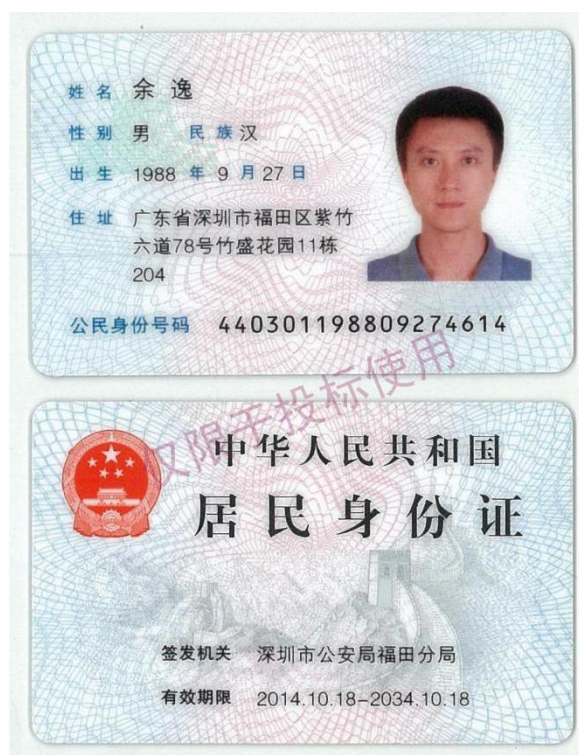 姓名 余逸
性别 男 民族 汉
出生 1988 年 9 月 27 日
住址 广东省深圳市福田区紫竹
六道78号竹盛花园11栋
204
公民身份号码 440301198809274614
仅限于投标使用
中华人民共和国
居民身份证
签发机关 深圳市公安局福田分局
有效期限 2014.10.18-2034.10.18